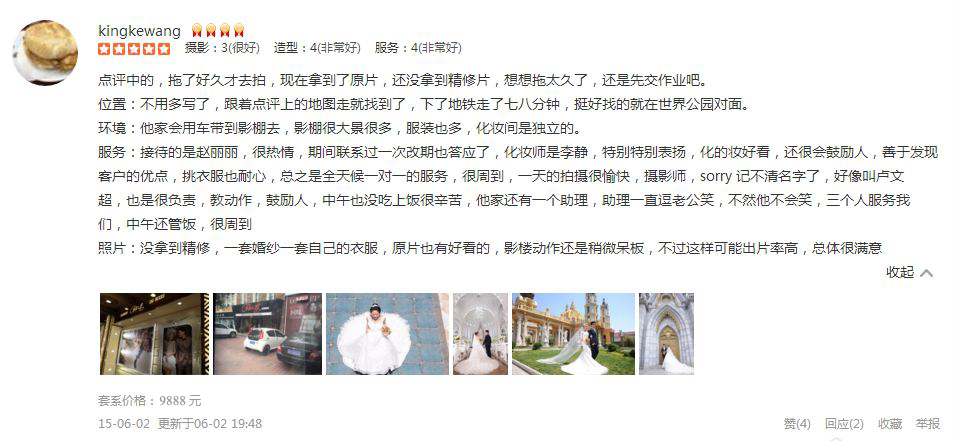 kingkewang
摄影：3(很好) 造型：4(非常好) 服务：4(非常好)
点评中的，拖了好久才去拍，现在拿到了原片，还没拿到精修片，想想拖太久了，还是先交作业吧。
位置：不用多写了，跟着点评上的地图走就找到了，下了地铁走了七八分钟，挺好找的就在世界公园对面。
环境：他家会用车带到影棚去，影棚很大景很多，服装也多，化妆间是独立的。
服务：接待的是赵丽丽，很热情，期间联系过一次改期也答应了，化妆师是李静，特别特别表扬，化的妆好看，还很会鼓励人，善于发现
客户的优点，挑衣服也耐心，总之是全天候一对一的服务，很周到，一天的拍摄很愉快，摄影师，sorry 记不清名字了，好像叫卢文
超，也是很负责，教动作，鼓励人，中午也没吃上饭很辛苦，他家还有一个助理，助理一直逗老公笑，不然他不会笑，三个人服务我
们，中午还管饭，很周到
照片：没拿到精修，一套婚纱一套自己的衣服，原片也有好看的，影楼动作还是稍微呆板，不过这样可能出片率高，总体很满意
收起
套系价格：9888 元
15-06-02 更新于06-02 19:48 赞(4) 回应(2) 收藏 举报